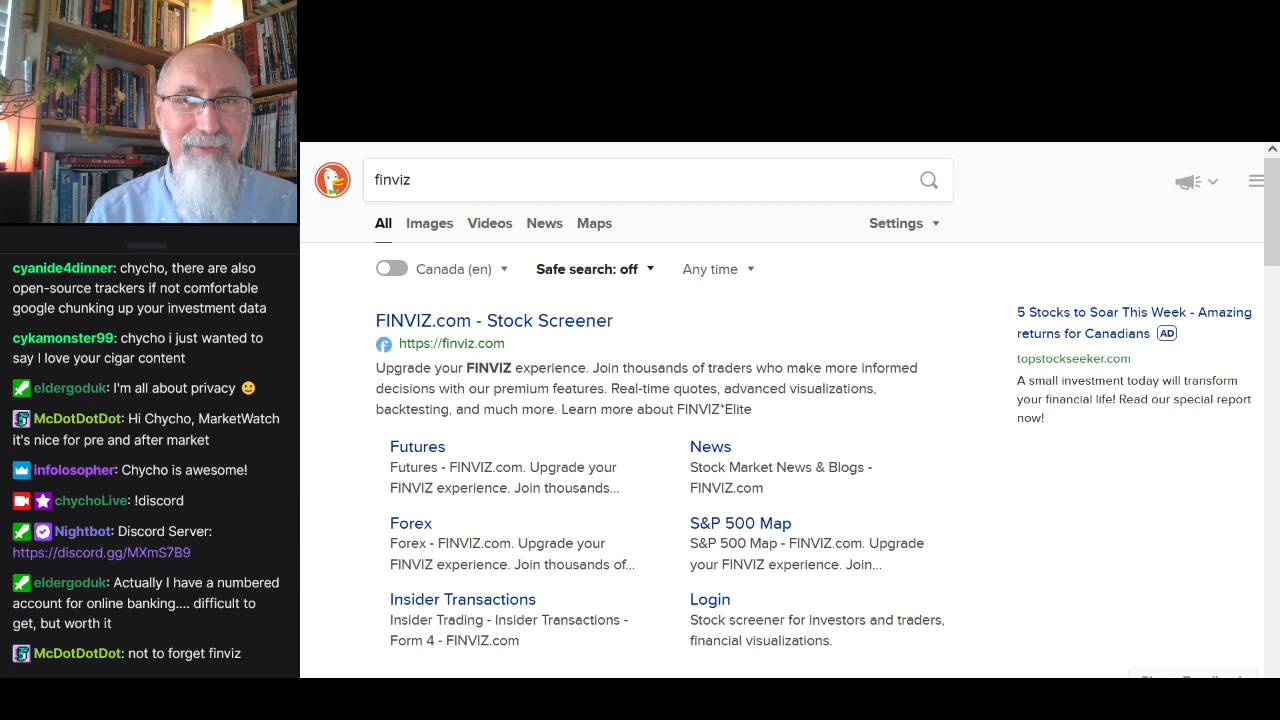 cyanide4dinner: chycho, there are also
open-source trackers if not comfortable
google chunking up your investment data
cykamonster99: chycho i just wanted to
say I love your cigar content
eldergoduk: I'm all about privacy
McDotDotDot: Hi Chycho, MarketWatch
it's nice for pre and after market
infolosopher: Chycho is awesome!
chychoLive: !discord
Nightbot: Discord Server:
https://discord.gg/MXmS7B9
eldergoduk: Actually I have a numbered
account for online banking.... difficult to
get, but worth it
McDotDotDot: not to forget finviz
finviz
All Images Videos News Maps Settings
Canada (en) Safe search: off Any time
FINVIZ.com - Stock Screener
https://finviz.com
Upgrade your FINVIZ experience. Join thousands of traders who make more informed
decisions with our premium features. Real-time quotes, advanced visualizations,
backtesting, and much more. Learn more about FINVIZ*Elite
Futures
Futures - FINVIZ.com. Upgrade your
FINVIZ experience. Join thousands...
News
Stock Market News & Blogs -
FINVIZ.com
Forex
Forex - FINVIZ.com. Upgrade your
FINVIZ experience. Join thousands of...
S&P 500 Map
S&P 500 Map - FINVIZ.com. Upgrade
your FINVIZ experience. Join...
Insider Transactions
Insider Trading - Insider Transactions -
Form 4 - FINVIZ.com
Login
Stock screener for investors and traders,
financial visualizations.
5 Stocks to Soar This Week - Amazing
returns for Canadians AD
topstockseeker.com
A small investment today will transform
your financial life! Read our special report
now!